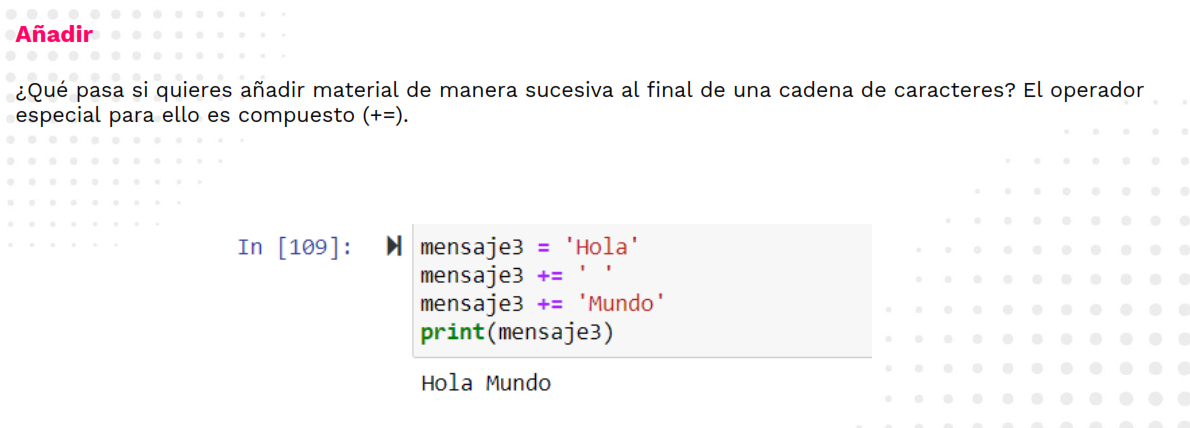 Añadir
¿Qué pasa si quieres añadir material de manera sucesiva al final de una cadena de caracteres? El operador
especial para ello es compuesto (+=).
In [109]:
mensaje3 = 'Hola'
mensaje3 += ' '
mensaje3 += 'Mundo'
print(mensaje3)
Hola Mundo